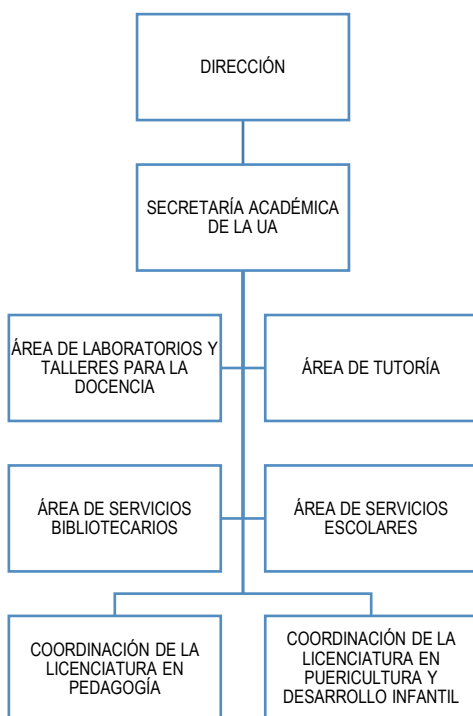 DIRECCIÓN
SECRETARÍA ACADÉMICA
DE LA UA
ÁREA DE LABORATORIOS Y
TALLERES PARA LA
DOCENCIA
ÁREA DE TUTORÍA
ÁREA DE SERVICIOS
BIBLIOTECARIOS
ÁREA DE SERVICIOS
ESCOLARES
COORDINACIÓN DE LA
LICENCIATURA EN
PEDAGOGÍA
COORDINACIÓN DE LA
LICENCIATURA EN
PUERICULTURA Y
DESARROLLO INFANTIL